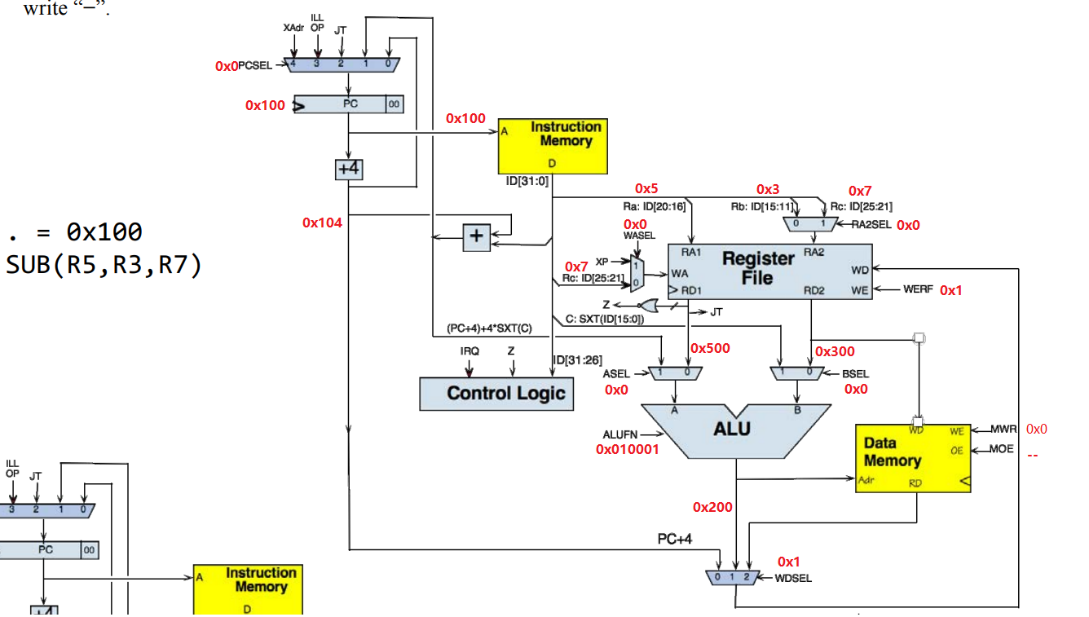 write “–”.
XAdr ILL OP JT
0x0 PCSEL 4 3 2 1 0
0x100 PC 00
0x100
A Instruction Memory
D
+4
ID[31:0]
0x5 0x3 0x7
Ra: ID[20:16] Rb: ID[15:11] Rc: ID[25:21]
0x104
0x0
WASEL
0 1 RA2SEL 0x0
. = 0x100
SUB(R5,R3,R7)
+
RA1 RA2
0x7 XP 1
Rc: ID[25:21] 0
Register File
WA WD
RD1 RD2 WE WERF 0x1
Z JT
C: SXT(ID[15:0])
(PC+4)+4*SXT(C)
IRQ Z ID[31:26]
0x500 0x300
ASEL 1 0 1 0 BSEL
0x0 0x0
Control Logic
A B
ALU
ALUFN
0x010001
WD WE MWR 0x0
Data Memory
OE MOE --
Adr RD
0x200
PC+4
0x1
0 1 2 WDSEL
ILL OP JT
3 2 1 0
PC 00
A Instruction Memory
D
+4